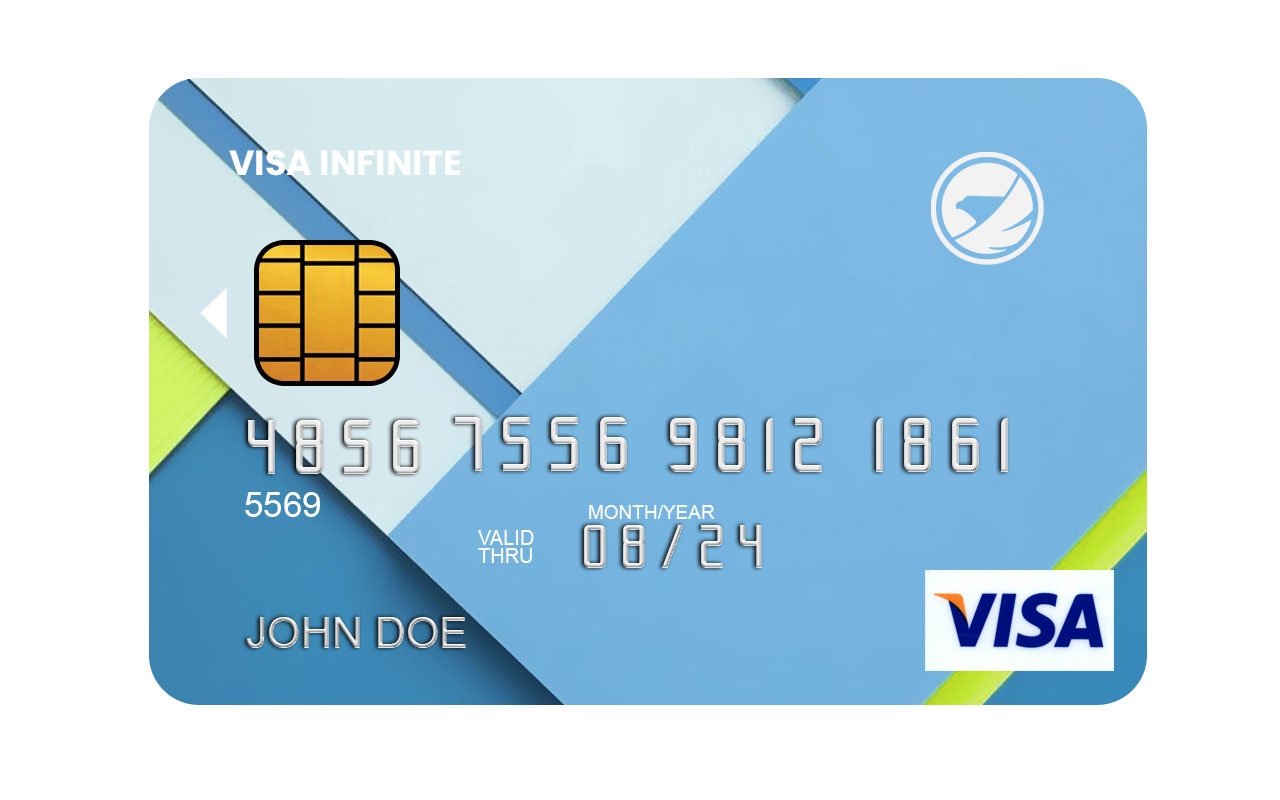 VISA INFINITE
4856 7556 9812 1861
5569
MONTH/YEAR
VALID
THRU
08/24
JOHN DOE
VISA